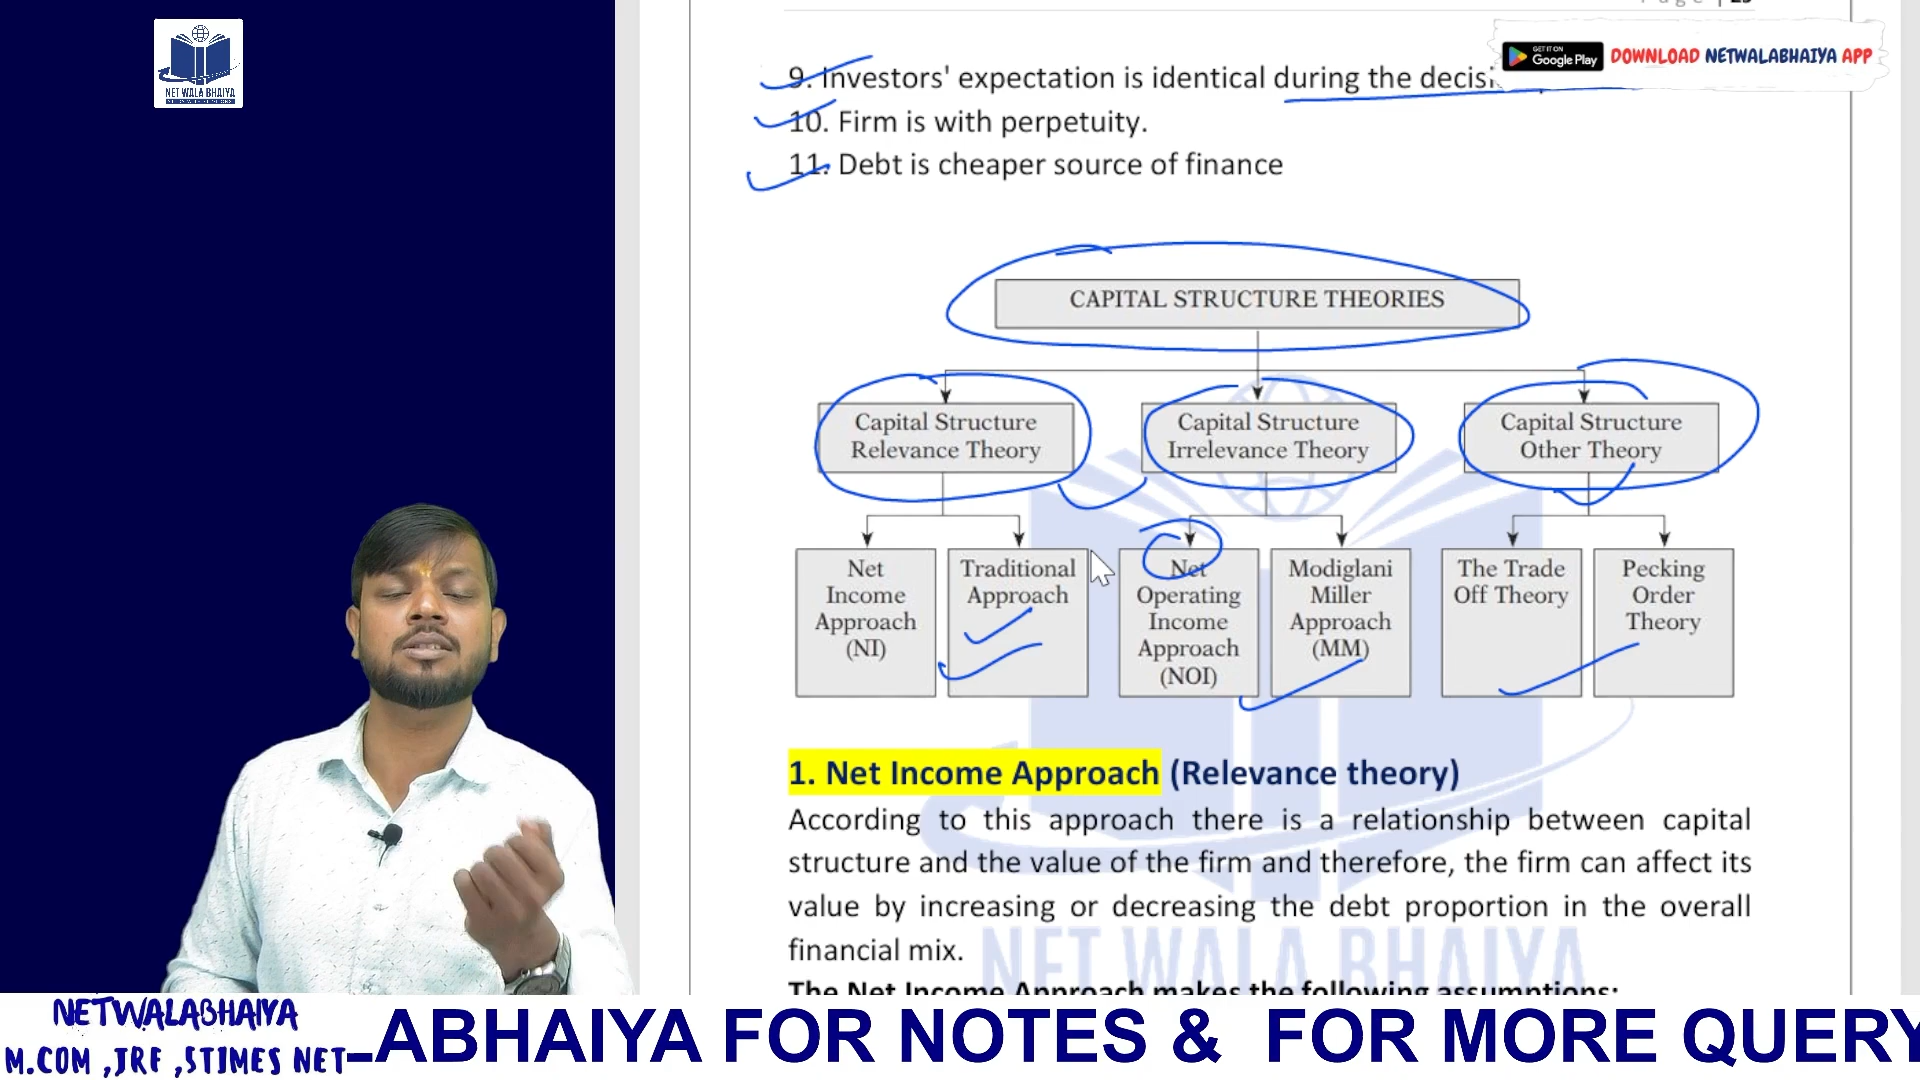 NET WALA BHAIYA
GET IT ON
Google Play
DOWNLOAD NETWALABHAIYA APP
9. Investors' expectation is identical during the
10. Firm is with perpetuity.
11. Debt is cheaper source of finance
CAPITAL STRUCTURE THEORIES
Capital Structure
Relevance Theory
Capital Structure
Irrelevance Theory
Capital Structure
Other Theory
Net
Income
Approach
(NI)
Traditional
Approach
Net
Operating
Income
Approach
(NOI)
Modiglani
Miller
Approach
(MM)
The Trade
Off Theory
Pecking
Order
Theory
1. Net Income Approach (Relevance theory)
According to this approach there is a relationship between capital
structure and the value of the firm and therefore, the firm can affect its
value by increasing or decreasing the debt proportion in the overall
financial mix.
NET WALA BHAIYA
The Net Income Approach makes the following assumptions:
NETWALABHAIYA
M.COM ,JRF ,5TIMES NET
ABHAIYA FOR NOTES & FOR MORE QUERY